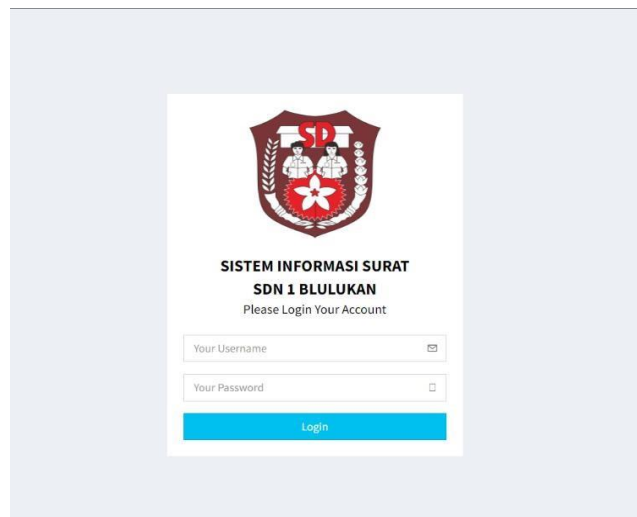 SD
SISTEM INFORMASI SURAT
SDN 1 BLULUKAN
Please Login Your Account
Your Username
Your Password
Login